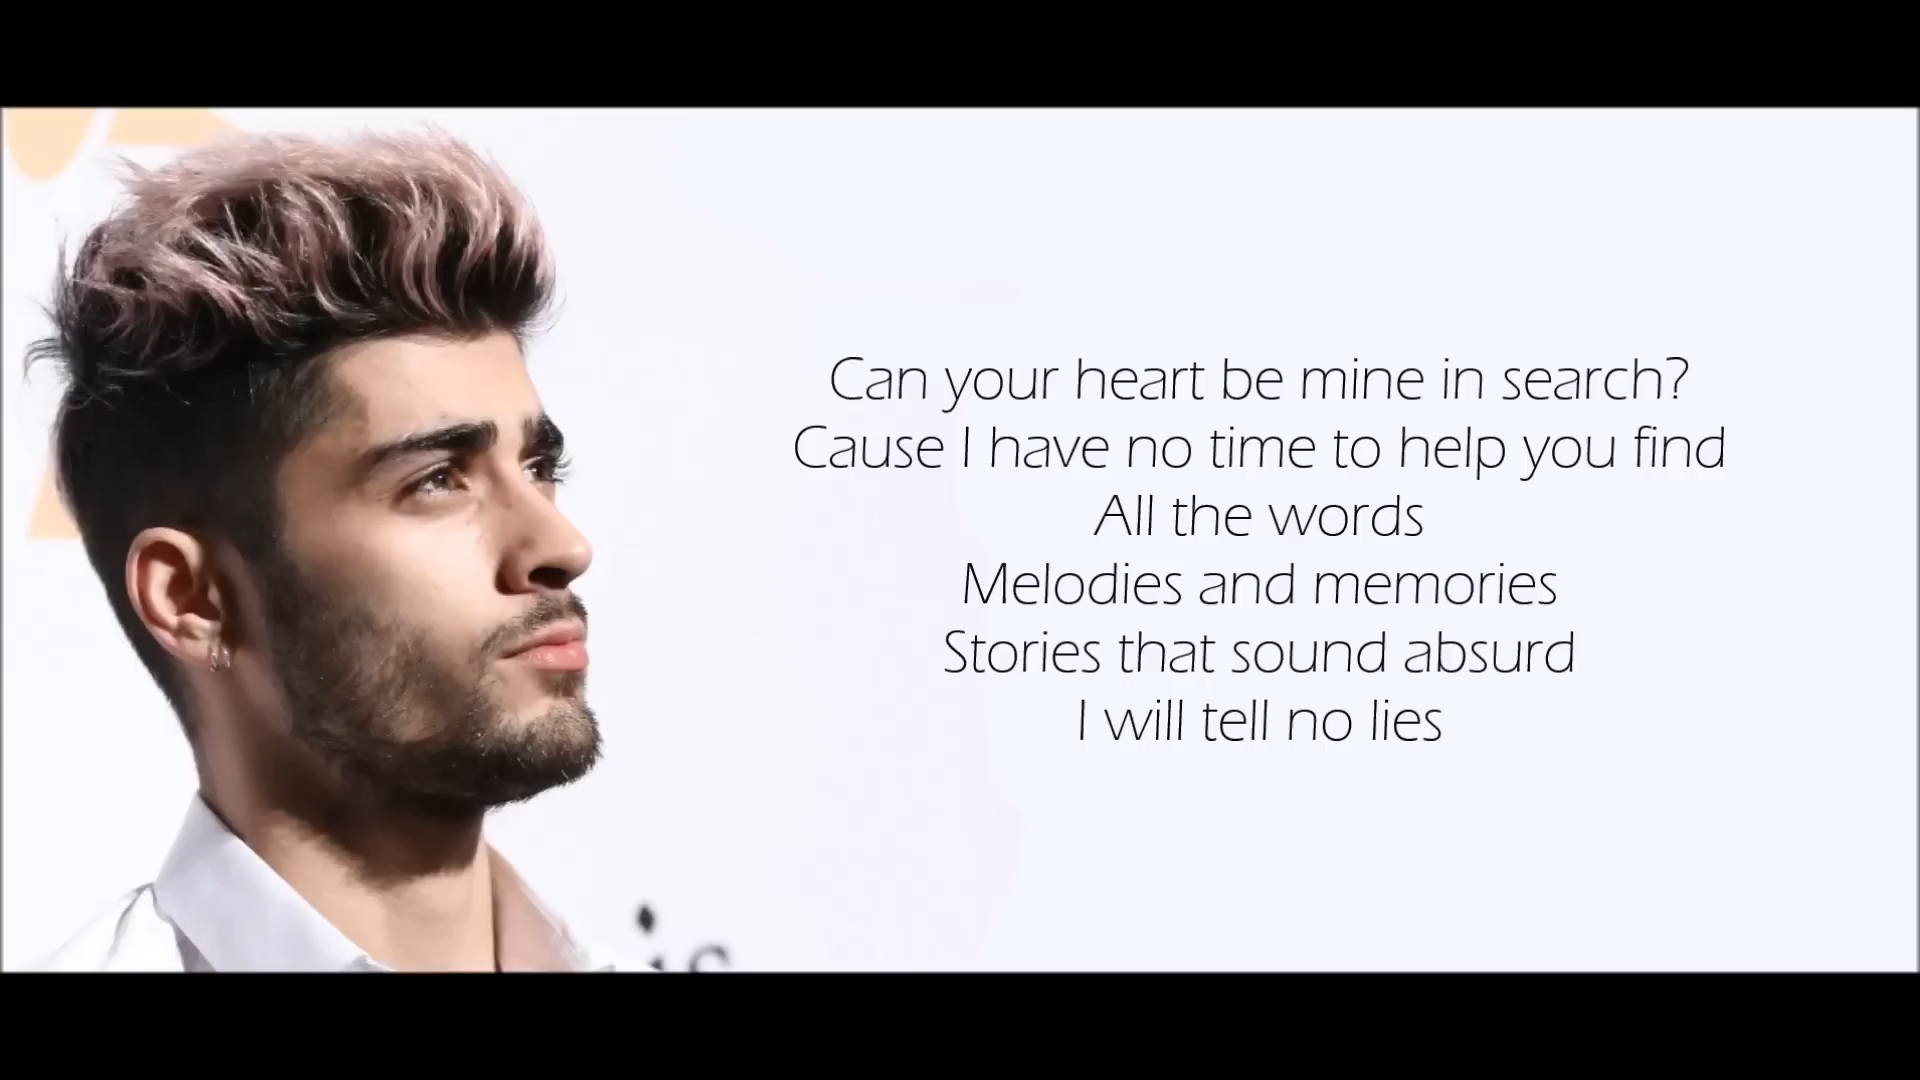 Can your heart be mine in search?
Cause I have no time to help you find
All the words
Melodies and memories
Stories that sound absurd
I will tell no lies